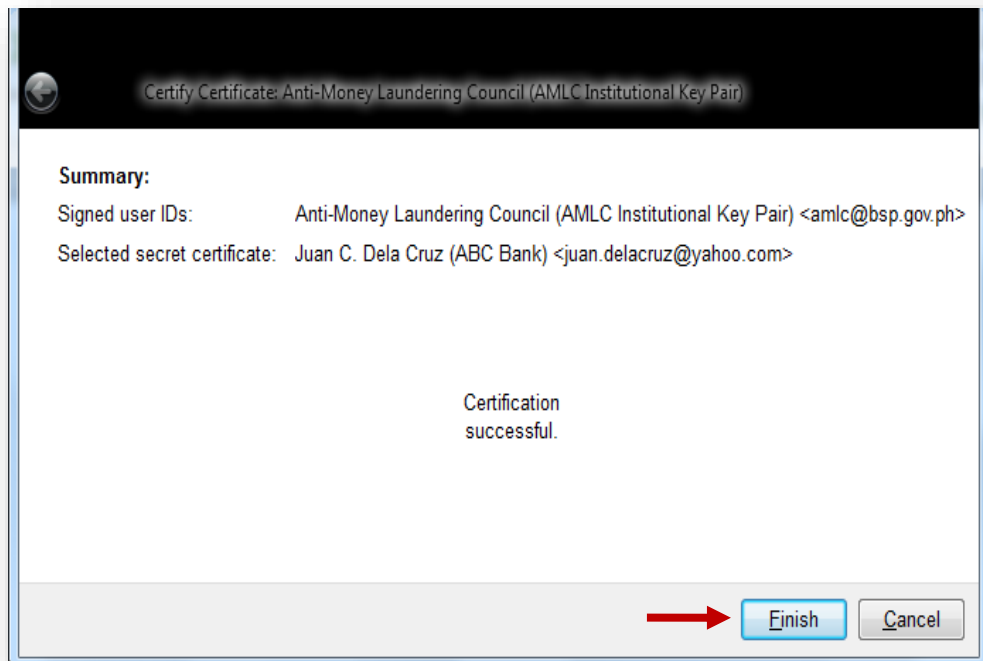 Certify Certificate: Anti-Money Laundering Council (AMLC Institutional Key Pair)
Summary:
Signed user IDs: Anti-Money Laundering Council (AMLC Institutional Key Pair) <amlc@bsp.gov.ph>
Selected secret certificate: Juan C. Dela Cruz (ABC Bank) <juan.delacruz@yahoo.com>
Certification
successful.
Finish Cancel